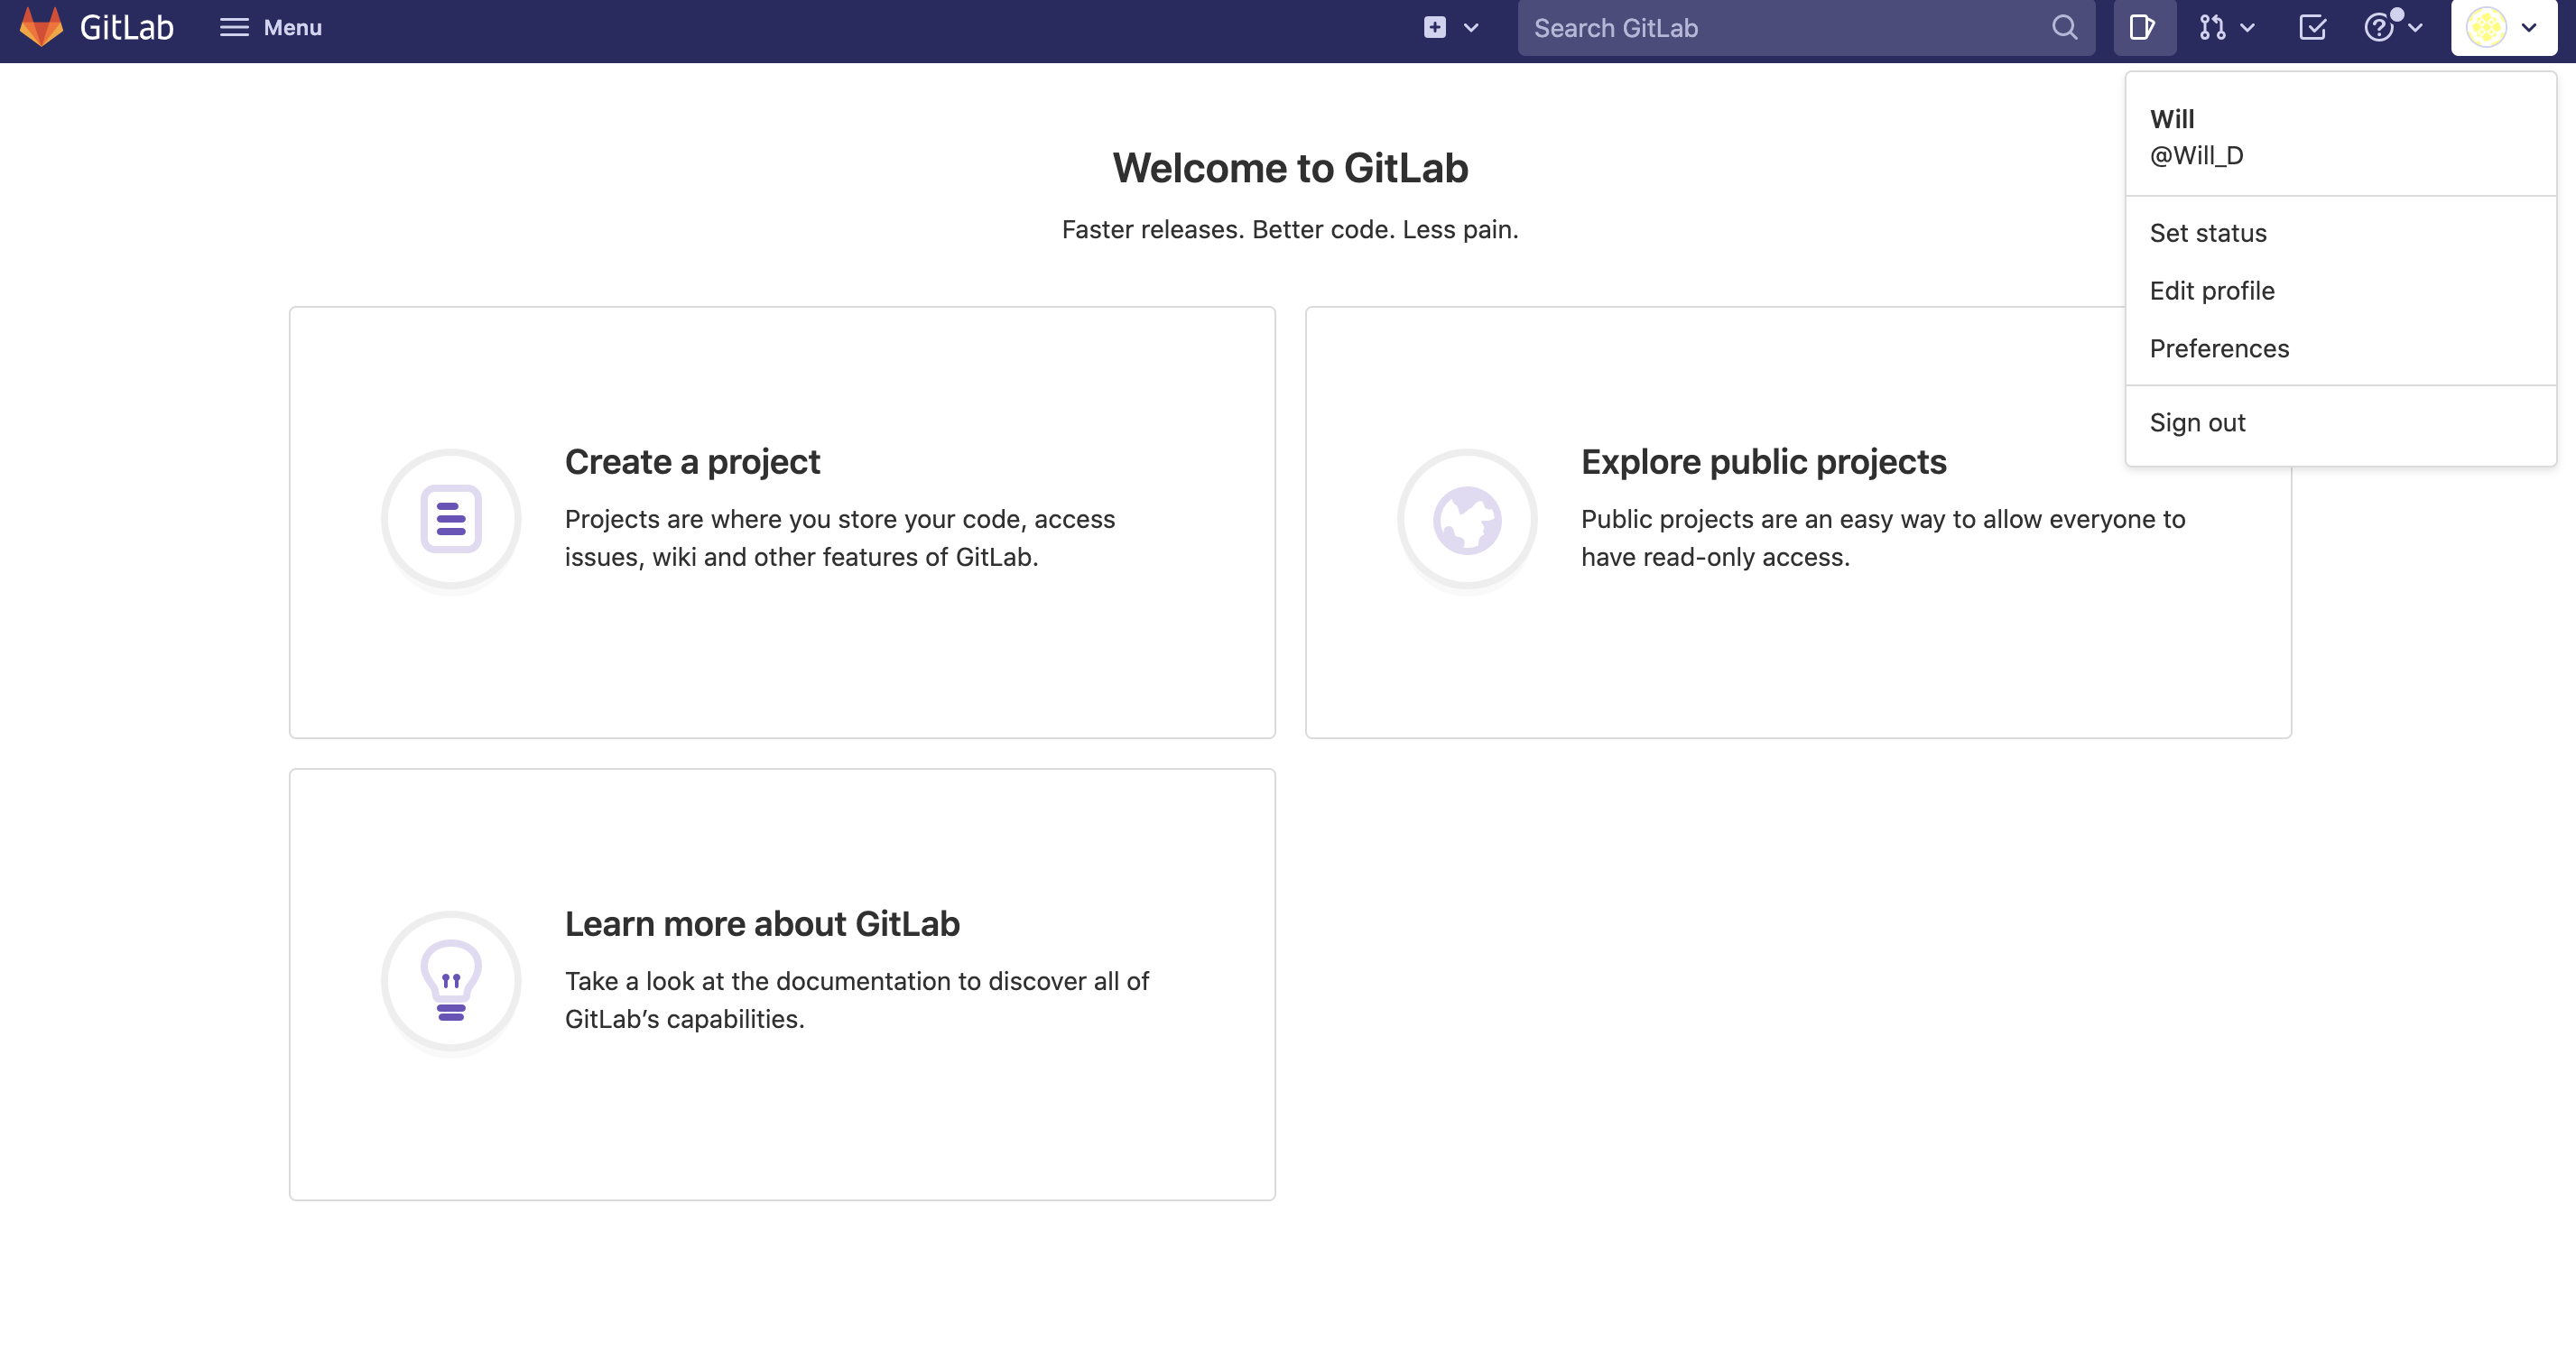 GitLab
Menu
Search GitLab
Will
@Will_D
Set status
Edit profile
Preferences
Sign out
Welcome to GitLab
Faster releases. Better code. Less pain.
Create a project
Projects are where you store your code, access
issues, wiki and other features of GitLab.
Explore public projects
Public projects are an easy way to allow everyone to
have read-only access.
Learn more about GitLab
Take a look at the documentation to discover all of
GitLab’s capabilities.